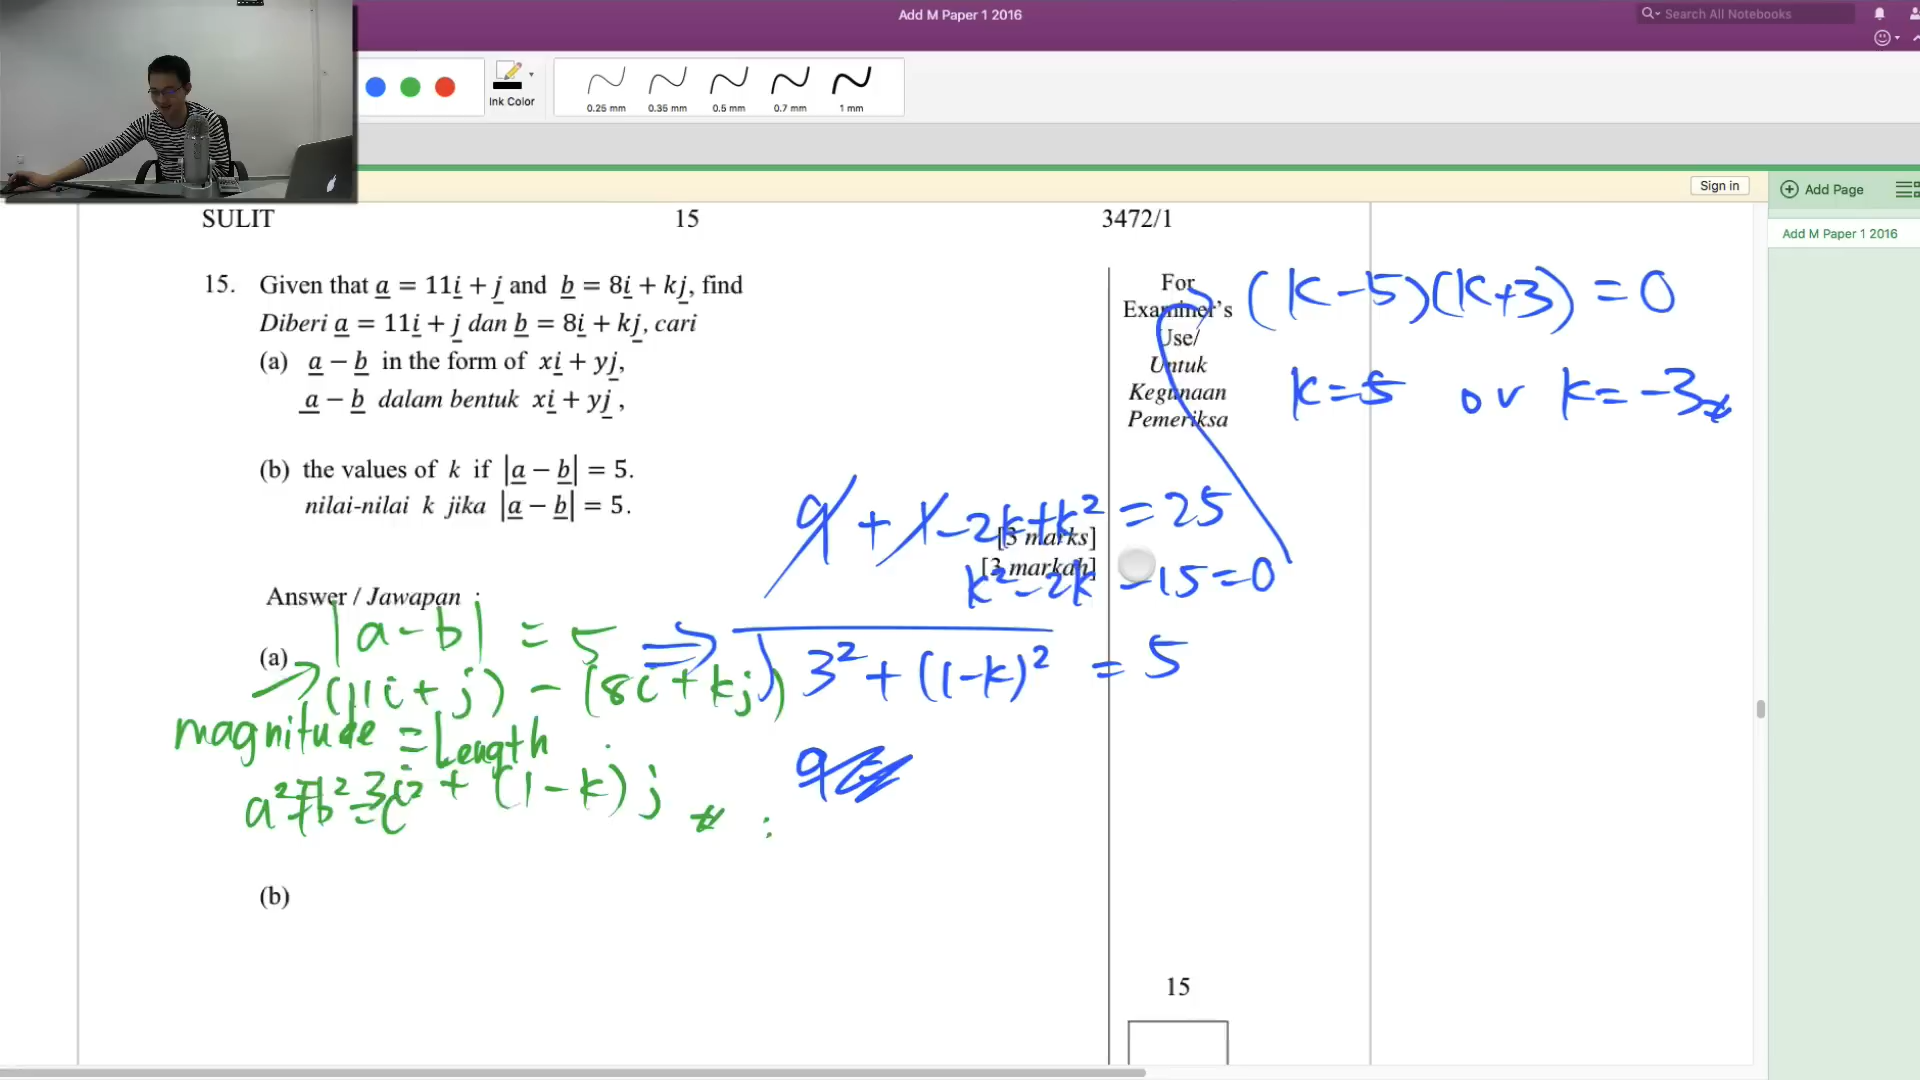 Add M Paper 1 2016
Search All Notebooks
Ink Color
0.25 mm
0.35 mm
0.5 mm
0.7 mm
1 mm
Sign in
Add Page
Add M Paper 1 2016
SULIT 15 3472/1
15. Given that a = 11i + j and b = 8i + kj, find
Diberi a = 11i + j dan b = 8i + kj, cari
(a) a − b in the form of xi + yj,
a − b dalam bentuk xi + yj,
(b) the values of k if |a − b| = 5.
nilai-nilai k jika |a − b| = 5.
[3 marks]
[3 markah]
For
Examiner's
Use/
Untuk
Kegunaan
Pemeriksa
(k-5)(k+3) = 0
k=5 or k=-3
9 + 1-2k+k² = 25
k²-2k-15=0
Answer / Jawapan :
|a-b| = 5 ⇒ √3²+(1-k)² = 5
(a)
(11i+j) - (8i+kj)
magnitude = Length
a²+b²=c²
3i + (1-k)j
9
(b)
15